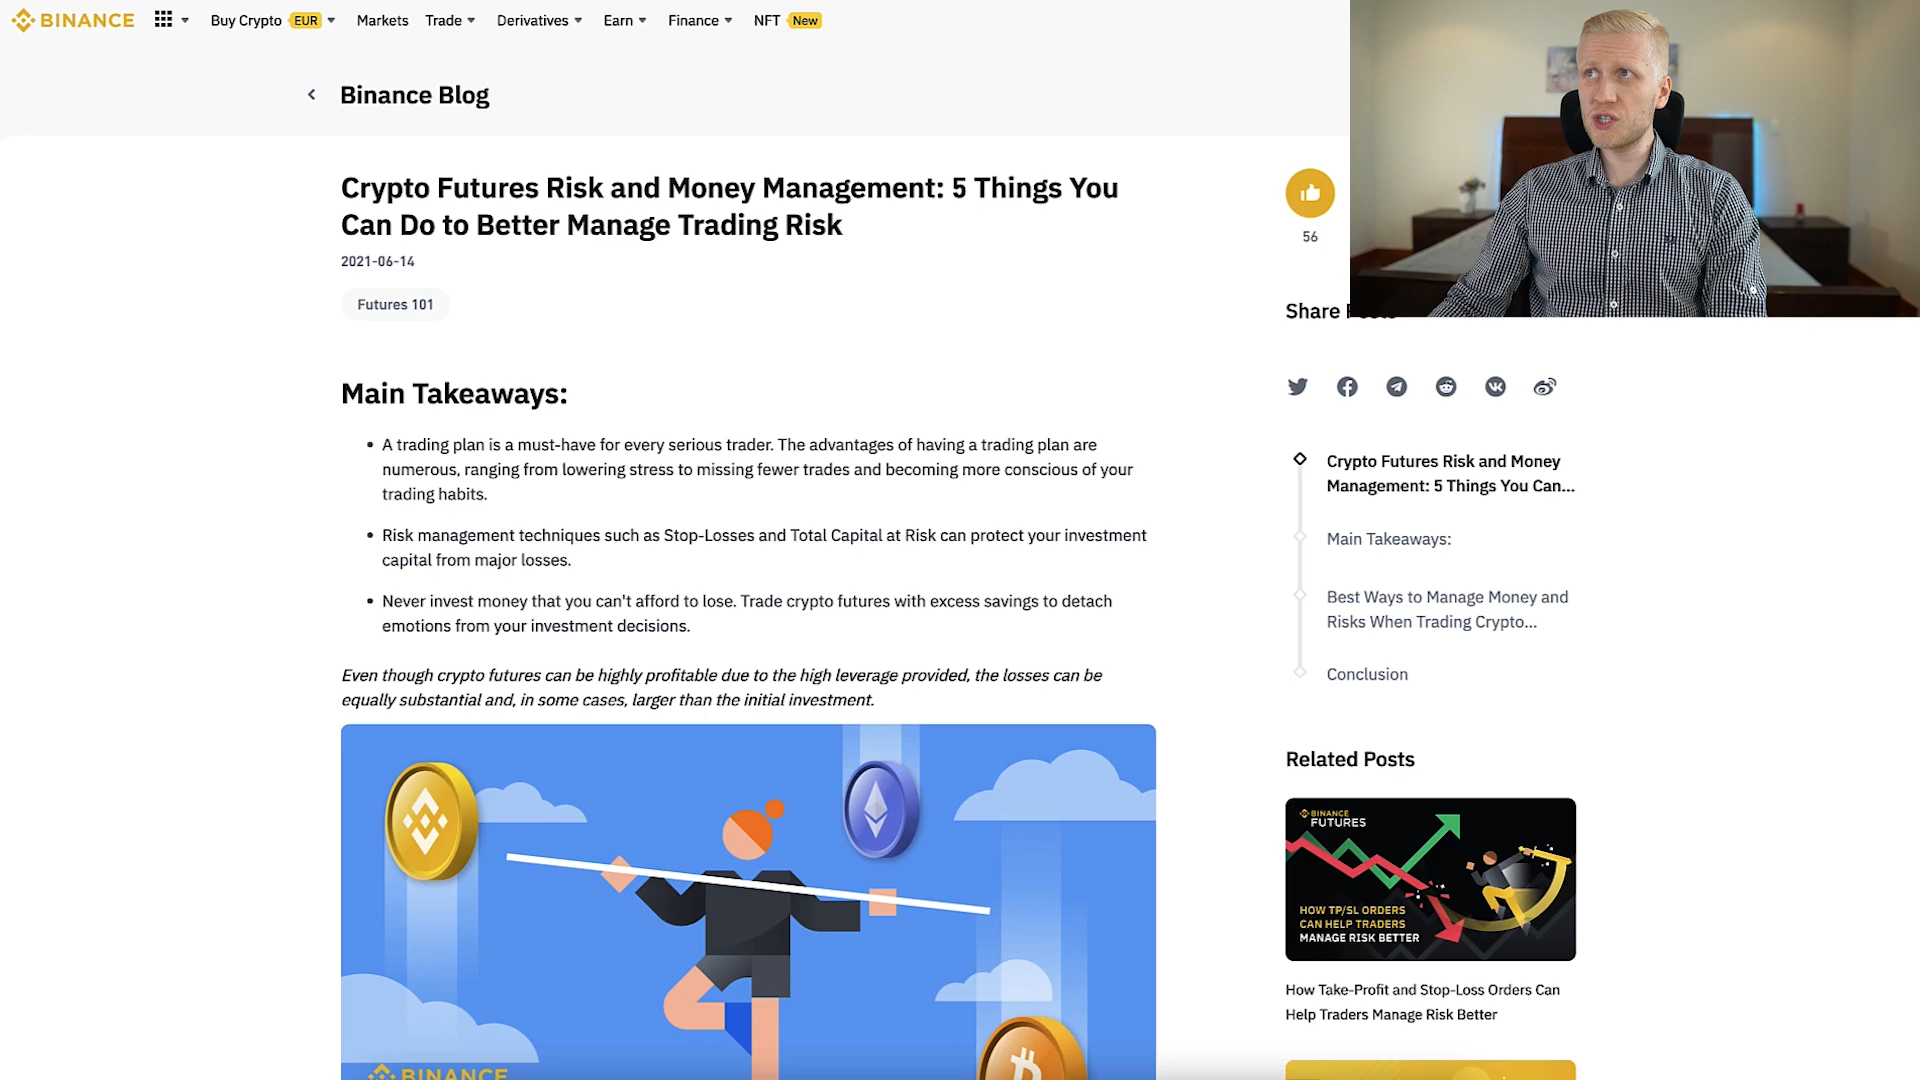 BINANCE
Buy Crypto EUR Markets Trade Derivatives Earn Finance NFT New
Binance Blog
Crypto Futures Risk and Money Management: 5 Things You
Can Do to Better Manage Trading Risk
2021-06-14
Futures 101
56
Share
Main Takeaways:
A trading plan is a must-have for every serious trader. The advantages of having a trading plan are
numerous, ranging from lowering stress to missing fewer trades and becoming more conscious of your
trading habits.
Risk management techniques such as Stop-Losses and Total Capital at Risk can protect your investment
capital from major losses.
Never invest money that you can't afford to lose. Trade crypto futures with excess savings to detach
emotions from your investment decisions.
Even though crypto futures can be highly profitable due to the high leverage provided, the losses can be
equally substantial and, in some cases, larger than the initial investment.
BINANCE
Crypto Futures Risk and Money
Management: 5 Things You Can...
Main Takeaways:
Best Ways to Manage Money and
Risks When Trading Crypto...
Conclusion
Related Posts
BINANCE
FUTURES
HOW TP/SL ORDERS
CAN HELP TRADERS
MANAGE RISK BETTER
How Take-Profit and Stop-Loss Orders Can
Help Traders Manage Risk Better